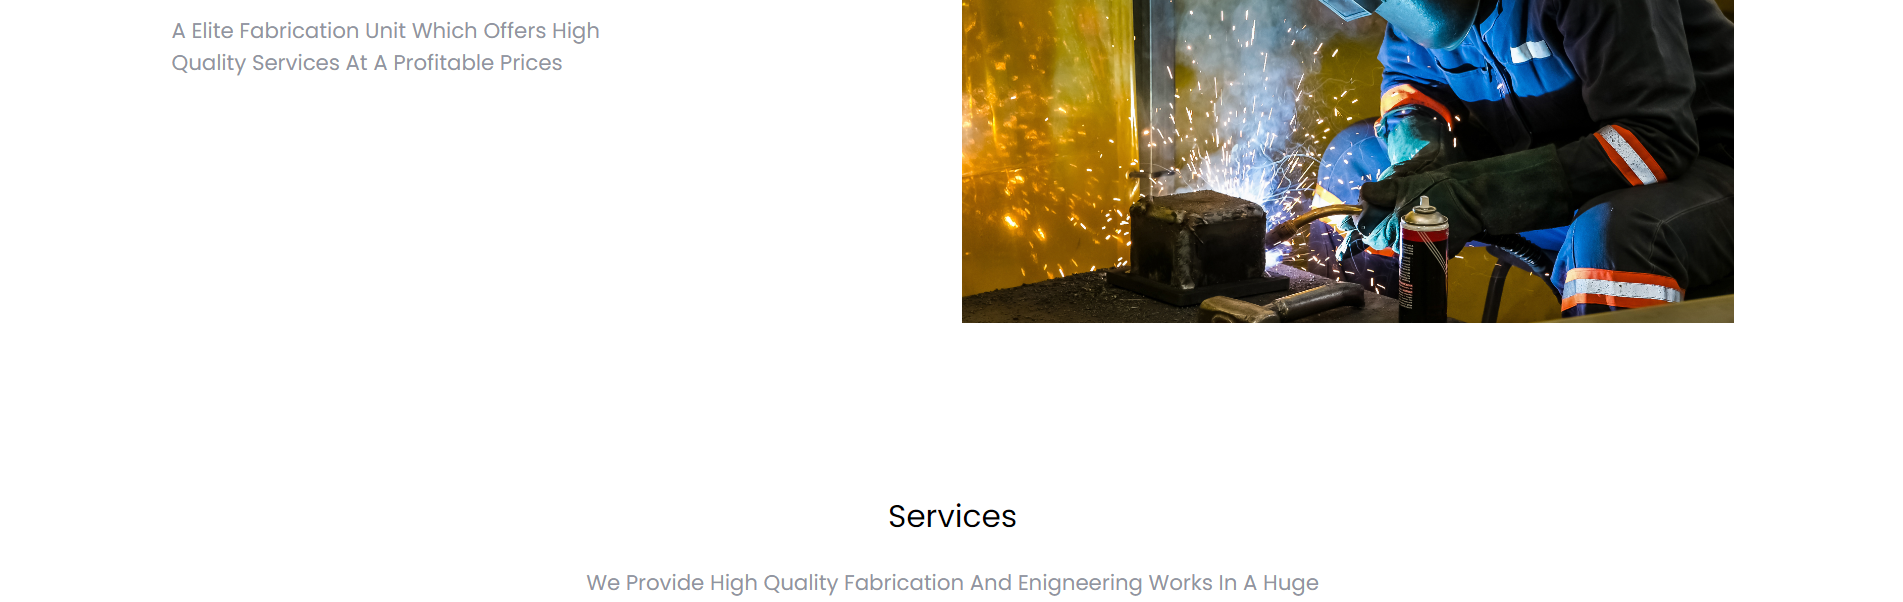 A Elite Fabrication Unit Which Offers High
Quality Services At A Profitable Prices
Services
We Provide High Quality Fabrication And Enigneering Works In A Huge